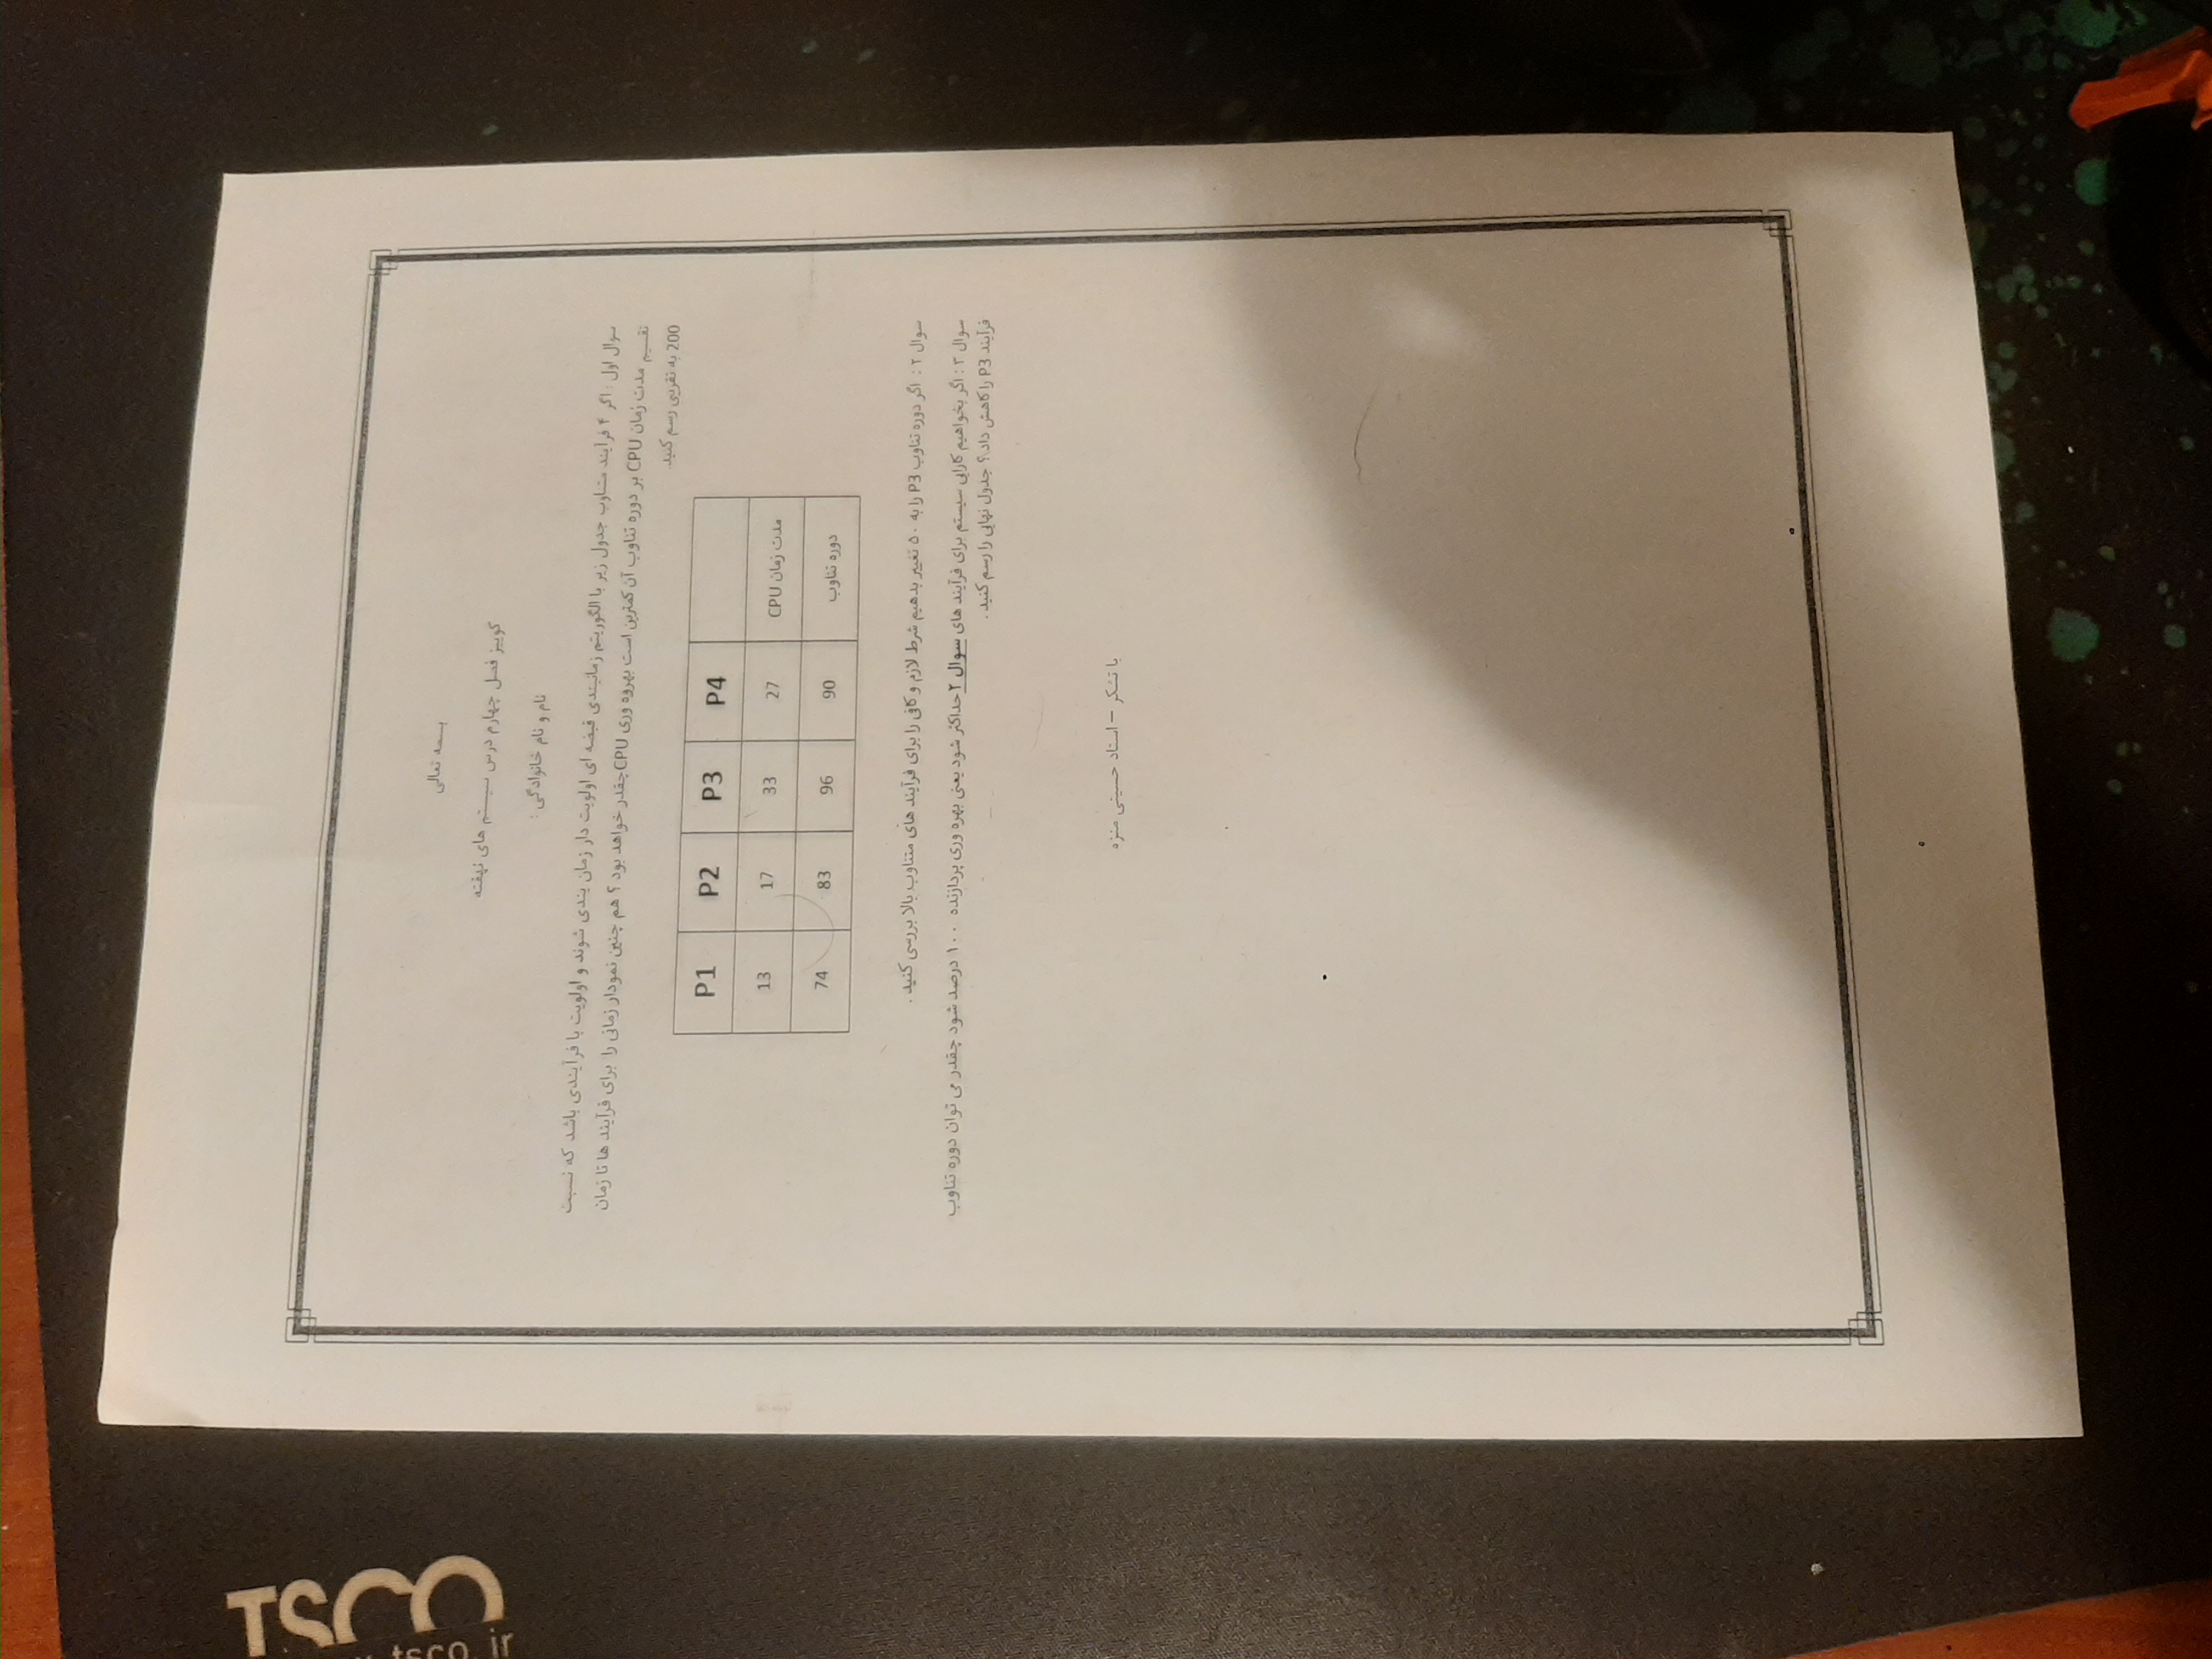 TSCO
tsco.ir
بسمه تعالی
کوییز فصل چهارم درس سیستم های نهفته
نام و نام خانوادگی :
سوال اول : اگر ۴ فرآیند متناوب جدول زیر با الگوریتم زمانبندی قبضه ای اولویت دار زمان یندی شوند و اولویت با فرآیندی باشد که نسبت
تقسیم مدت زمان CPU بر دوره تناوب آن کمترین است بهروه وری CPUچقدر خواهد بود ؟ هم چنین نمودار زمانی را برای فرآیند ها تا زمان
200 به تقریبی رسم کنید.
P1 P2 P3 P4
13 17 33 27 مدت زمان CPU
74 83 96 90 دوره تناوب
سوال ۲ : اگر دوره تناوب P3 را به ۵۰ تغییر بدهیم شرط لازم و کافی را برای فرآیند های متناوب بالا بررسی کنید .
سوال ۳ : اگر بخواهیم کارایی سیستم برای فرآیند های سوال ۲ حداکثر شود یعنی بهره وری پردازنده ۱۰۰ درصد شود چقدر می توان دوره تناوب
فرآیند P3 را کاهش داد ؟ جدول نهایی را رسم کنید .
با تشکر – استاد حسینی منزه